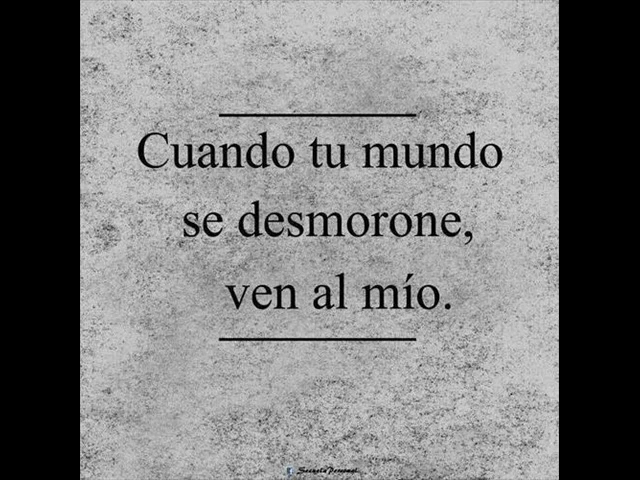 Cuando tu mundo
se desmorone,
ven al mío.